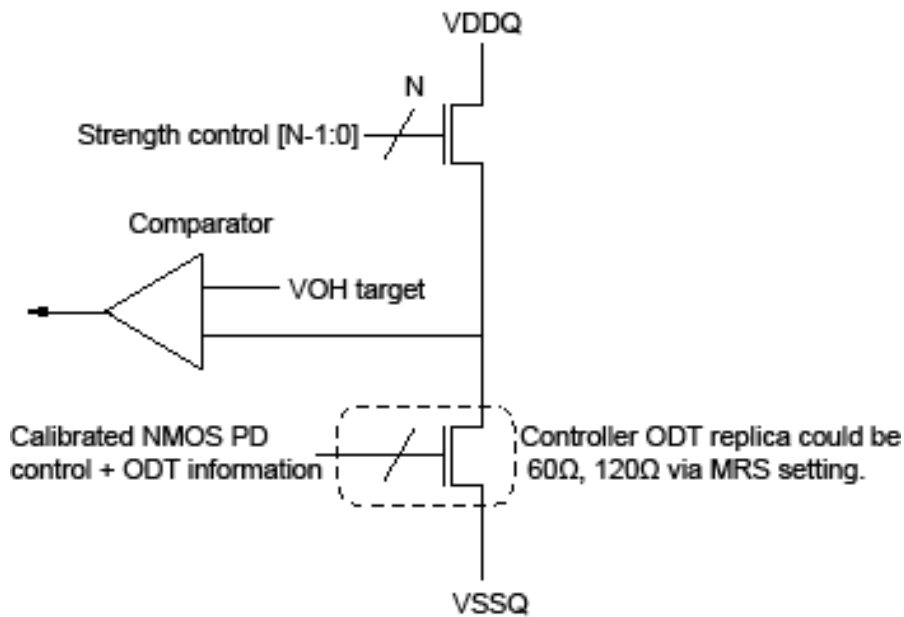 VDDQ
N
Strength control [N-1:0]
Comparator
VOH target
Calibrated NMOS PD
control + ODT information
Controller ODT replica could be
60Ω, 120Ω via MRS setting.
VSSQ